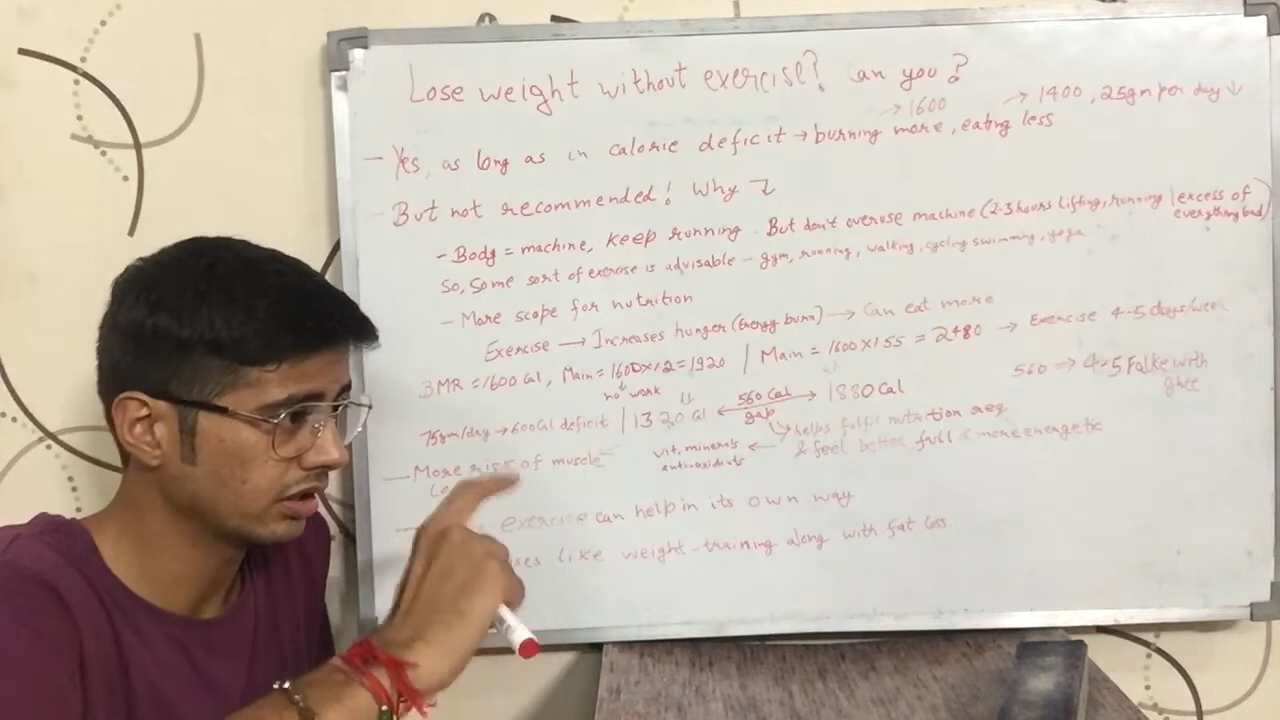 Lose weight without exercise? Can you?
→ 1600 → 1400, 25gm per day ↓
- Yes, as long as in calorie deficit → burning more, eating less
But not recommended! Why
- Body = machine, keep running. But don't overuse machine (2-3 hours lifting, running / excess of everything bad)
So, some sort of exercise is advisable - gym, running, walking, cycling swimming, yoga
- More scope for nutrition
Exercise → Increases hunger (Energy burn) → Can eat more
BMR = 1600 Cal, Main = 1600 x 1.2 = 1920 / Main = 1600 x 1.55 = 2480 → Exercise 4-5 days/week
no work
560 ⇒ 4-5 Falke with ghee
75gm/day → 600 Cal deficit / 1320 Cal ← 560 Cal gap → 1880 Cal
helps fulfil nutrition req
vit, minerals antioxidents ← & feel better, full & more energetic
- More risk of muscle
exercise can help in its own way
like weight-training along with fat loss.